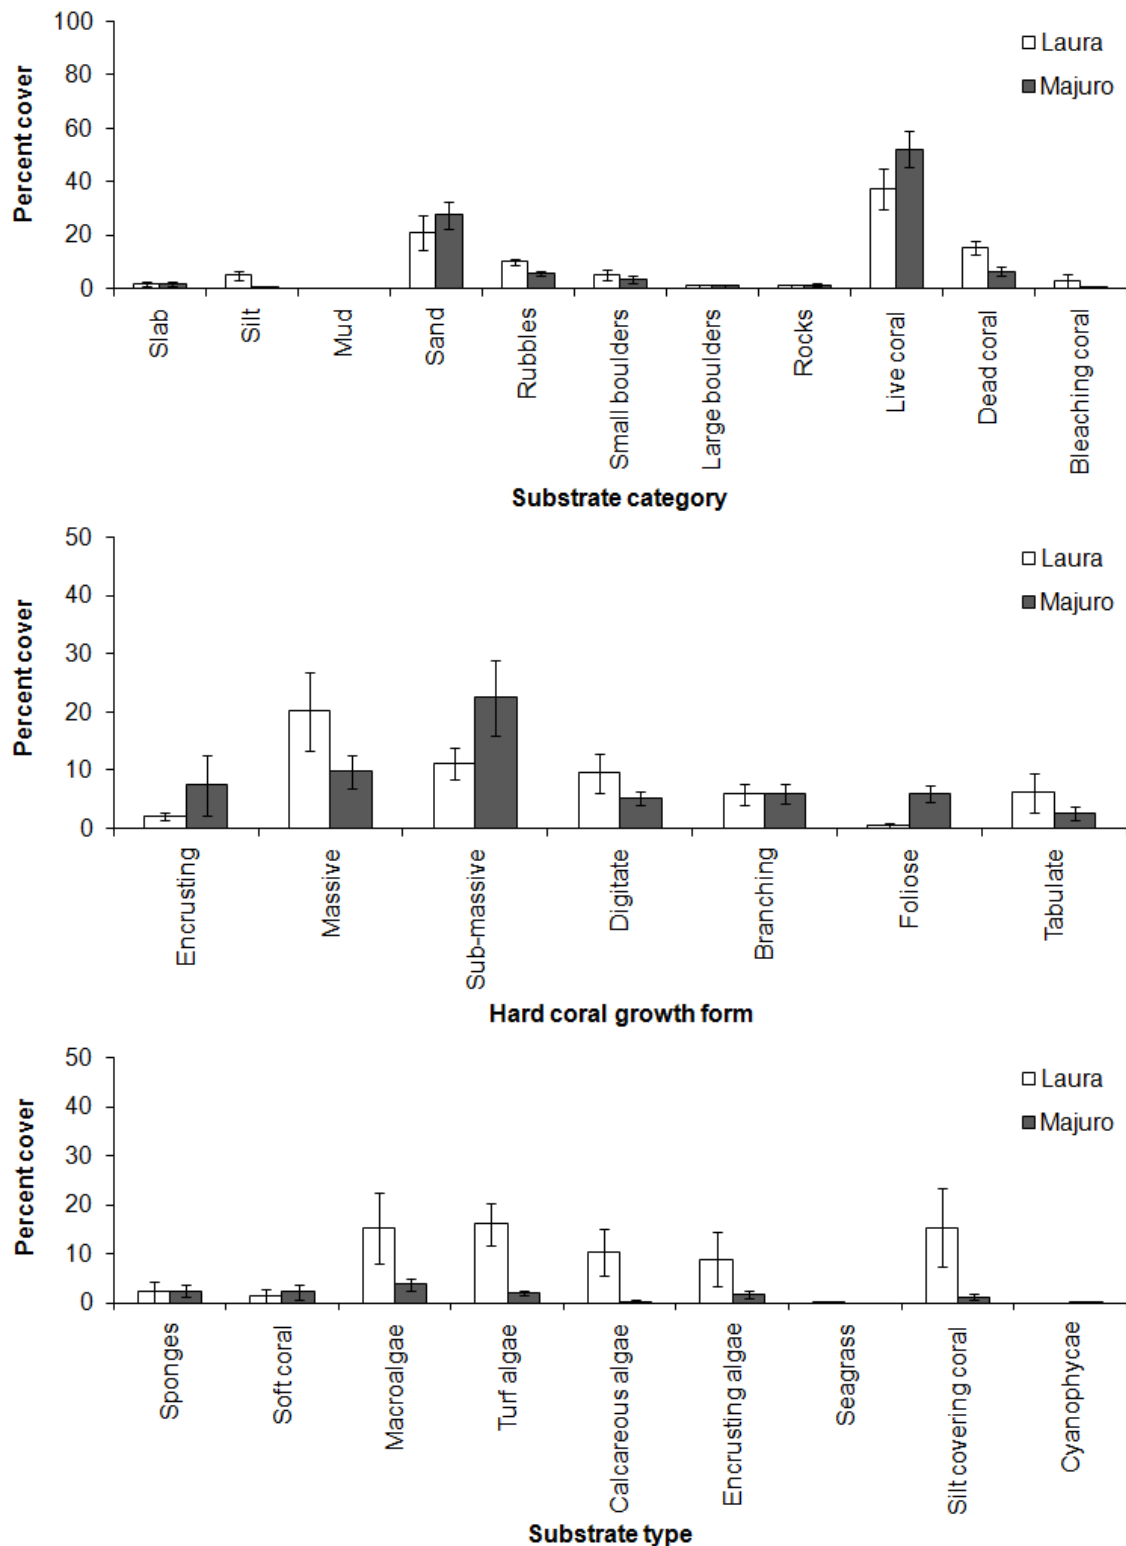 100
80
60
40
20
0
Percent cover
Laura
Majuro
Slab
Silt
Mud
Sand
Rubbles
Small boulders
Large boulders
Rocks
Live coral
Dead coral
Bleaching coral
Substrate category
50
40
30
20
10
0
Percent cover
Laura
Majuro
Encrusting
Massive
Sub-massive
Digitate
Branching
Foliose
Tabulate
Hard coral growth form
50
40
30
20
10
0
Percent cover
Laura
Majuro
Sponges
Soft coral
Macroalgae
Turf algae
Calcareous algae
Encrusting algae
Seagrass
Silt covering coral
Cyanophycae
Substrate type